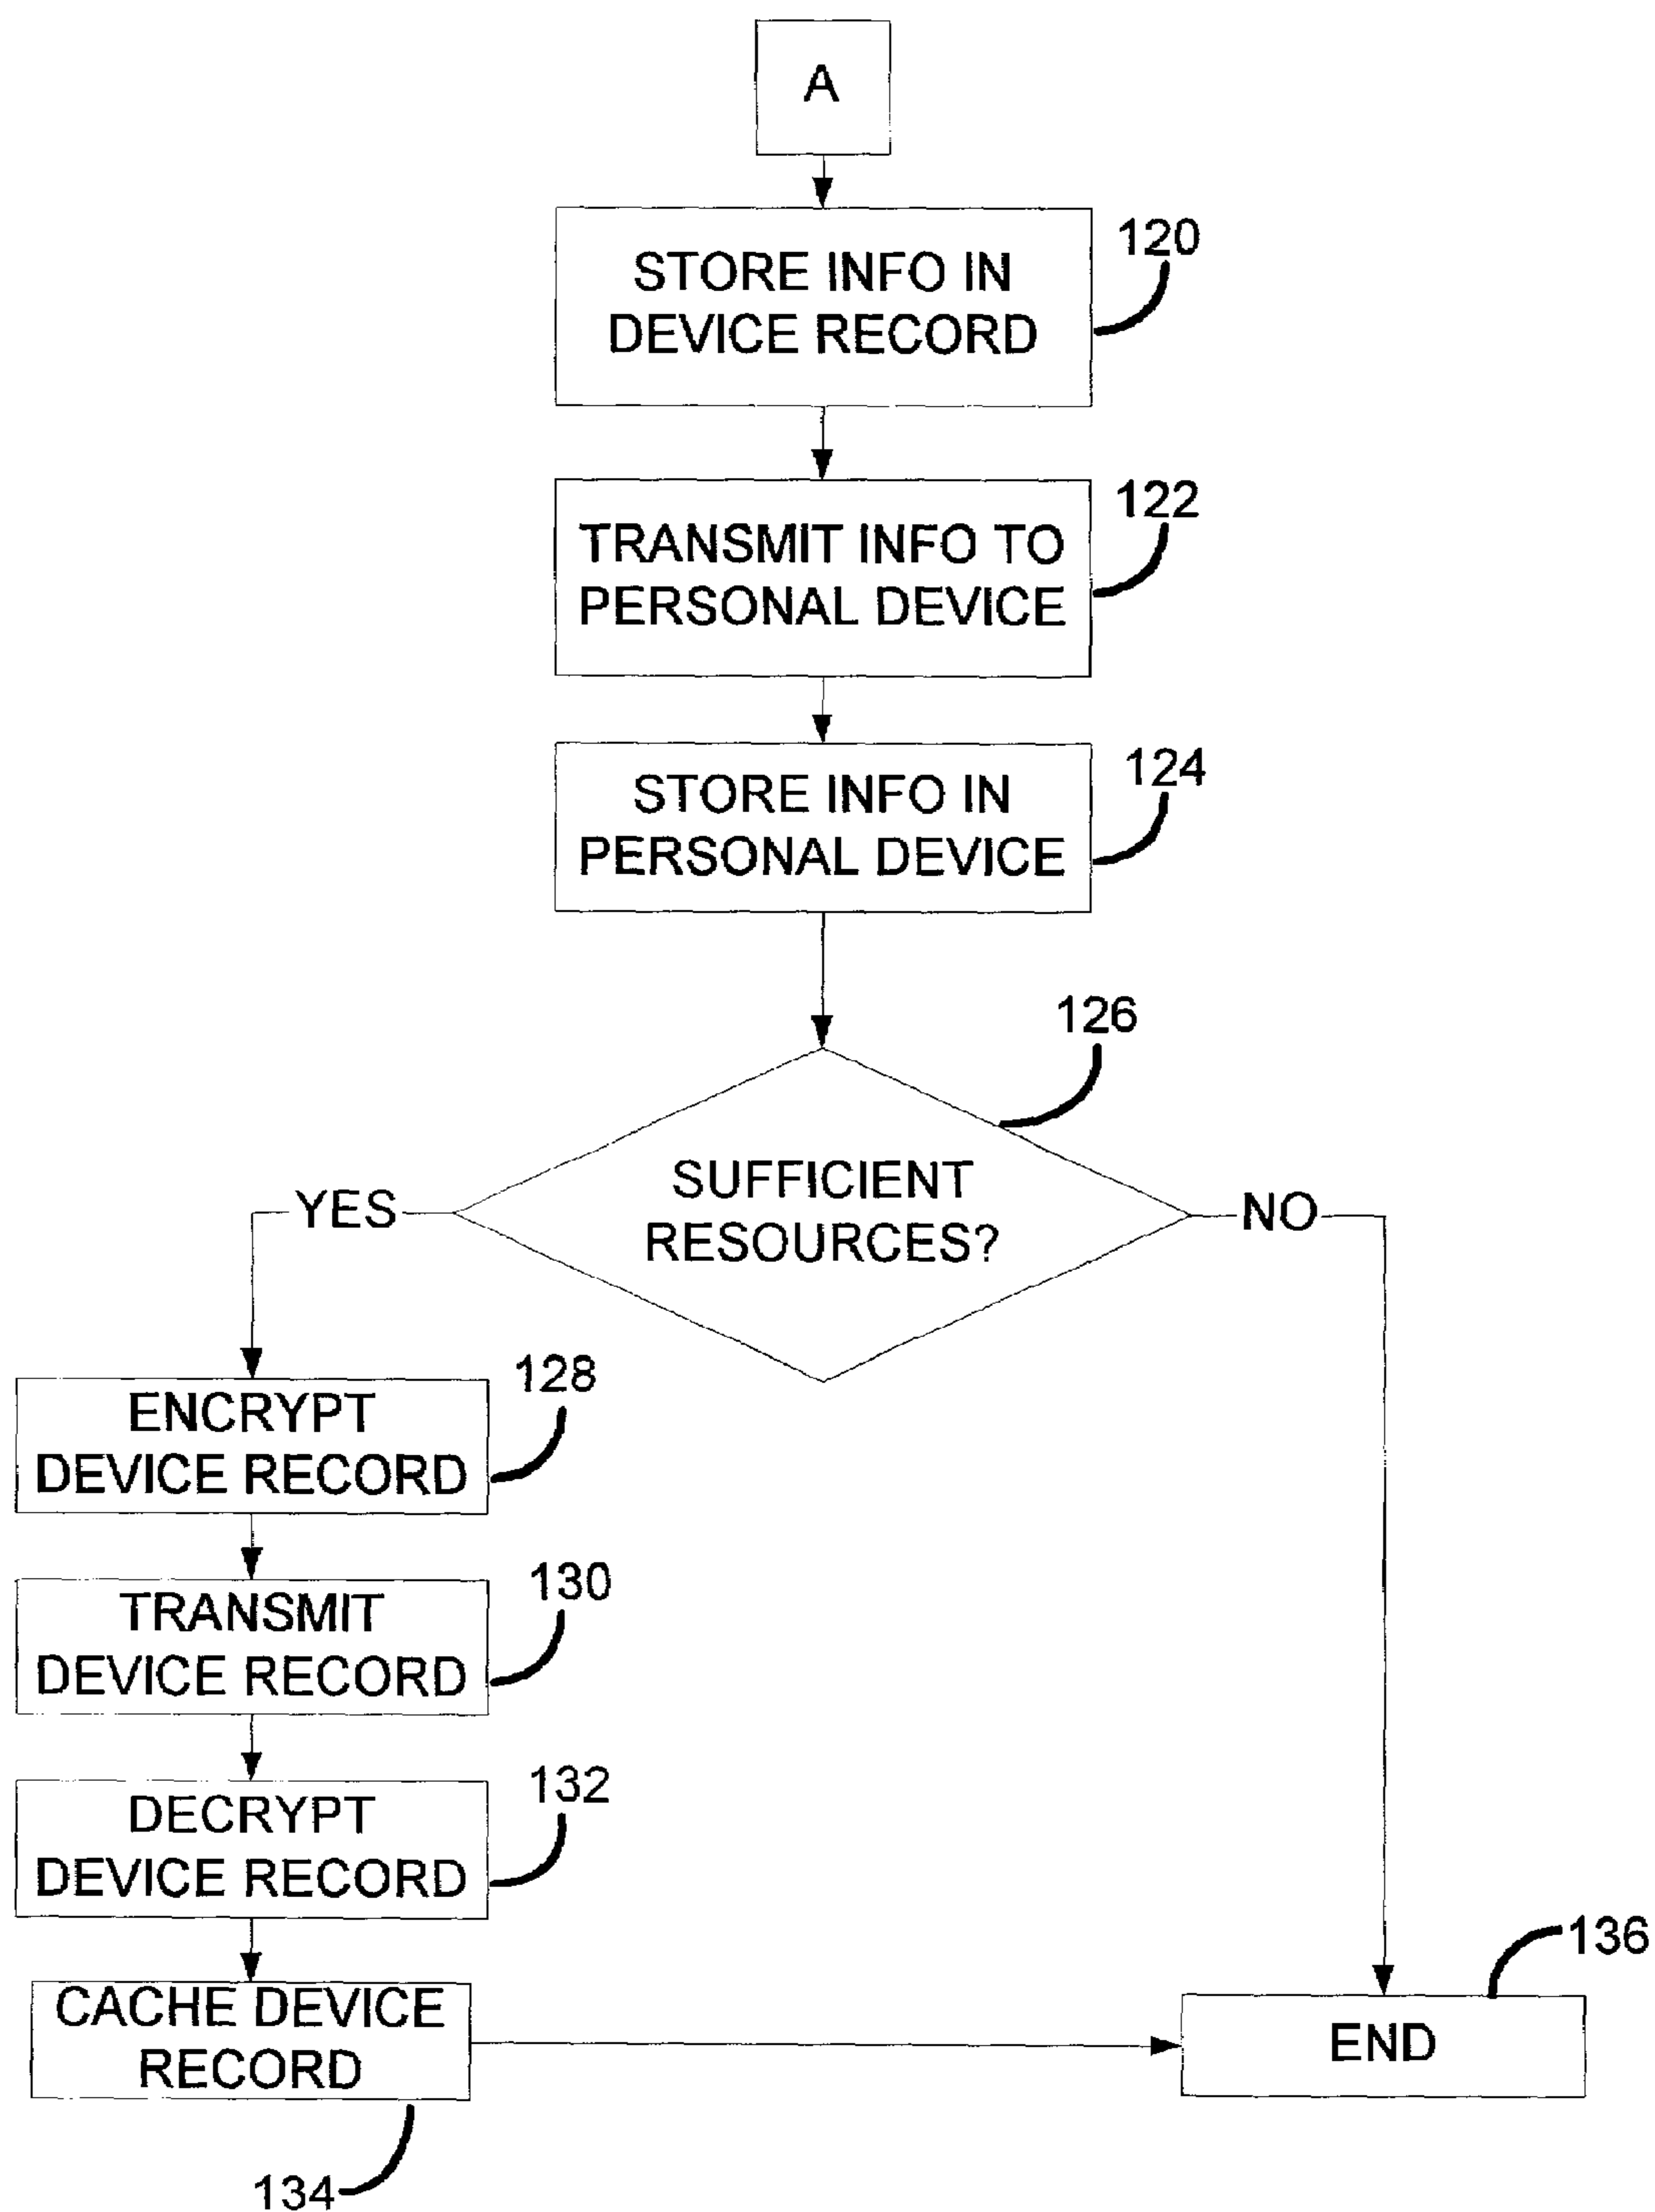 A
120
STORE INFO IN
DEVICE RECORD
122
TRANSMIT INFO TO
PERSONAL DEVICE
124
STORE INFO IN
PERSONAL DEVICE
126
SUFFICIENT
RESOURCES?
YES
NO
128
ENCRYPT
DEVICE RECORD
130
TRANSMIT
DEVICE RECORD
132
DECRYPT
DEVICE RECORD
136
CACHE DEVICE
RECORD
END
134